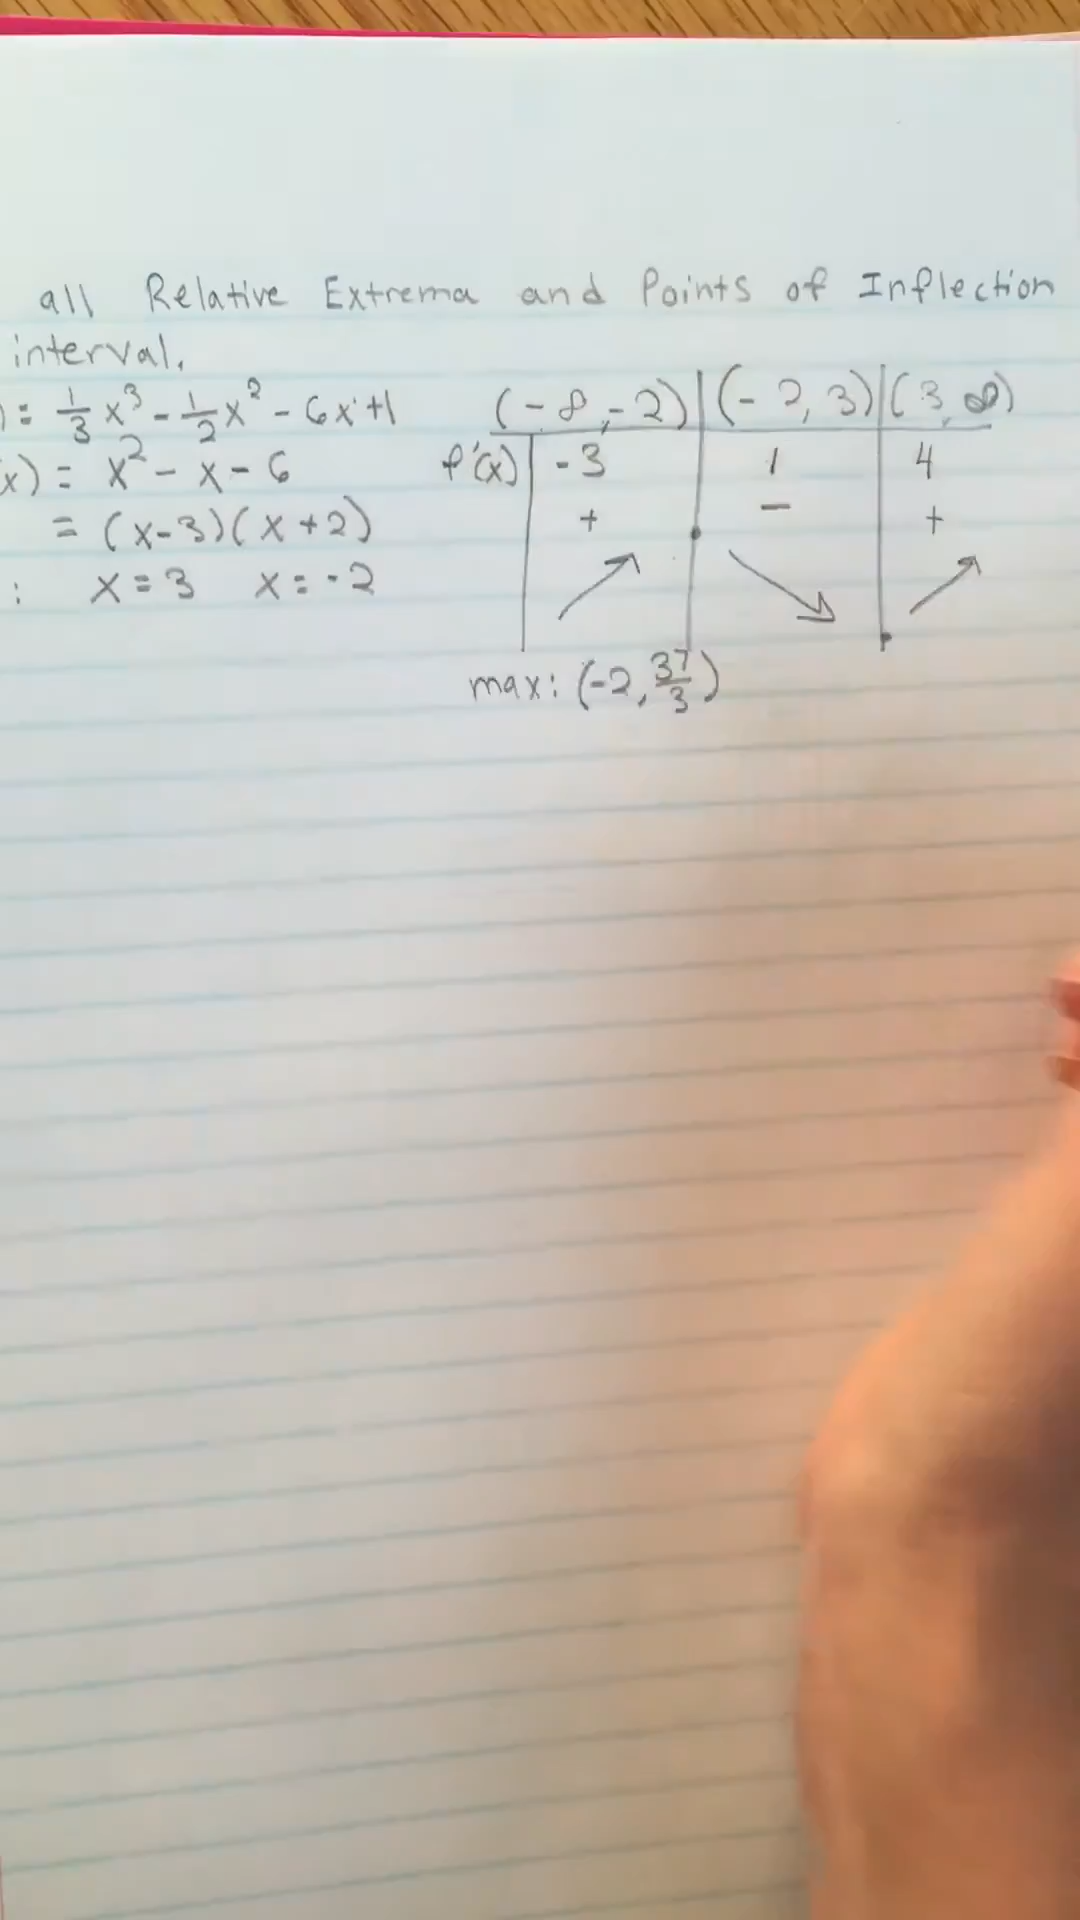 all Relative Extrema and Points of Inflection
interval.
) = 1/3 x³ - 1/2 x² - 6x + 1
x) = x² - x - 6
= (x-3)(x+2)
: x = 3 x = -2
(-∞, -2) | (-2, 3) | (3, ∞)
f'(x) | -3 | 1 | 4
+ - +
max: (-2, 37/3)